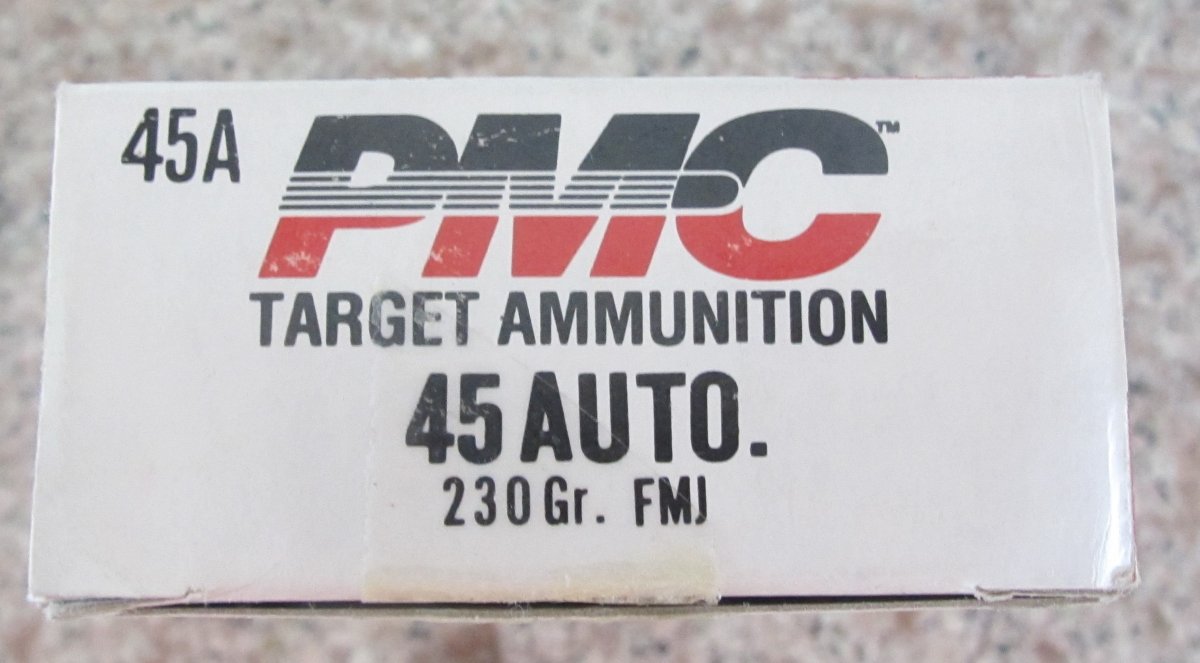 45A
PMC™
TARGET AMMUNITION
45 AUTO.
230 Gr. FMJ